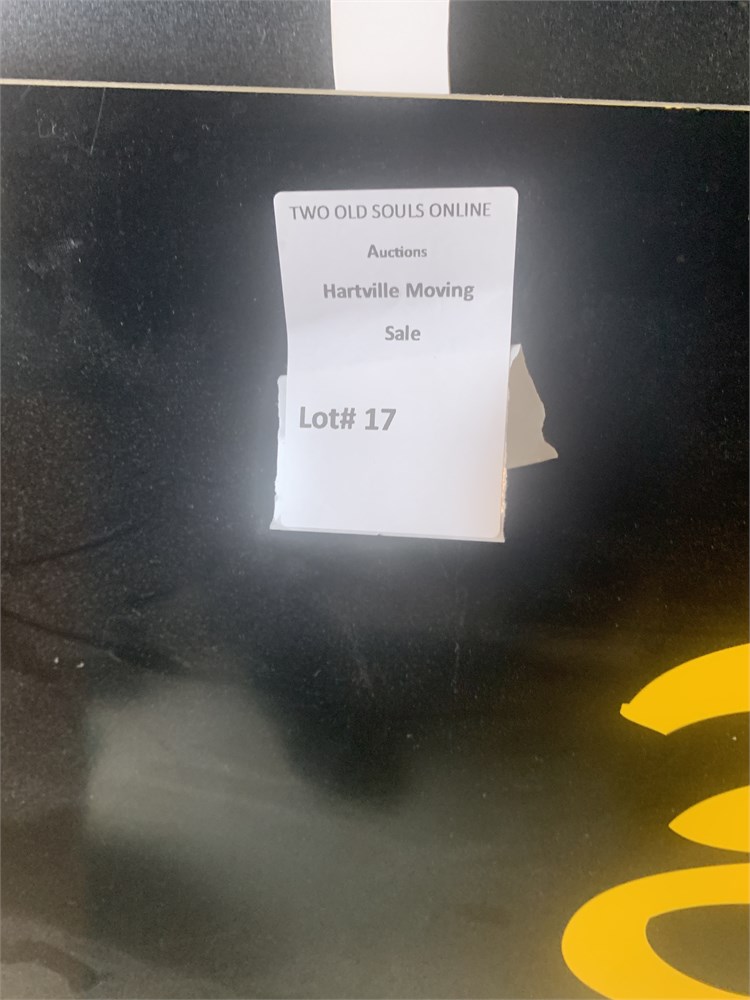 TWO OLD SOULS ONLINE
Auctions
Hartville Moving
Sale
Lot# 17